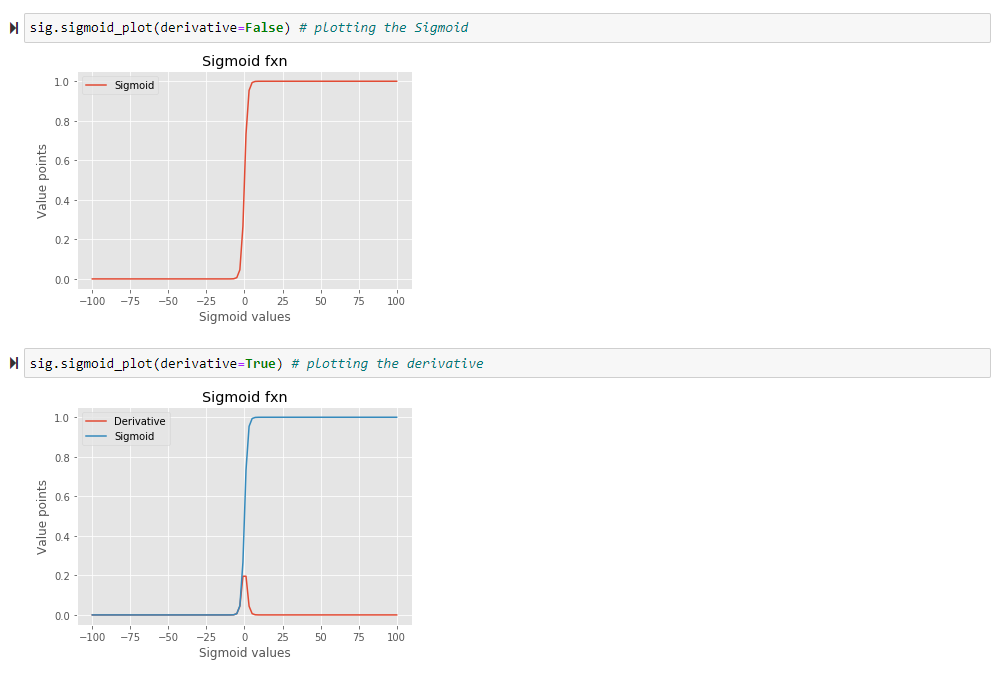 sig.sigmoid_plot(derivative=False) # plotting the Sigmoid
Sigmoid fxn
Sigmoid
1.0
0.8
0.6
0.4
0.2
0.0
Value points
−100 −75 −50 −25 0 25 50 75 100
Sigmoid values
sig.sigmoid_plot(derivative=True) # plotting the derivative
Sigmoid fxn
Derivative
Sigmoid
1.0
0.8
0.6
0.4
0.2
0.0
Value points
−100 −75 −50 −25 0 25 50 75 100
Sigmoid values